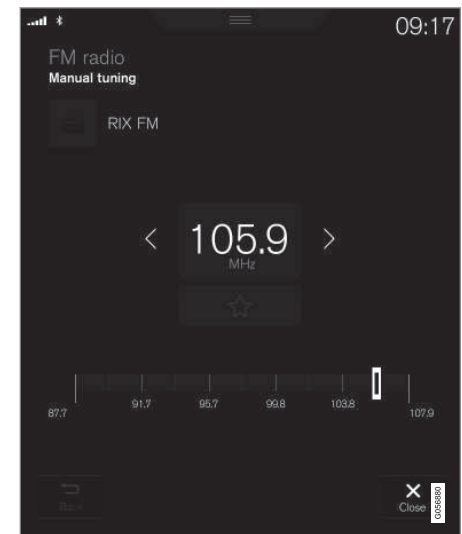 09:17
FM radio
Manual tuning
RIX FM
105.9
MHz
87.7 91.7 95.7 99.8 103.8 107.9
Back
Close
G056880